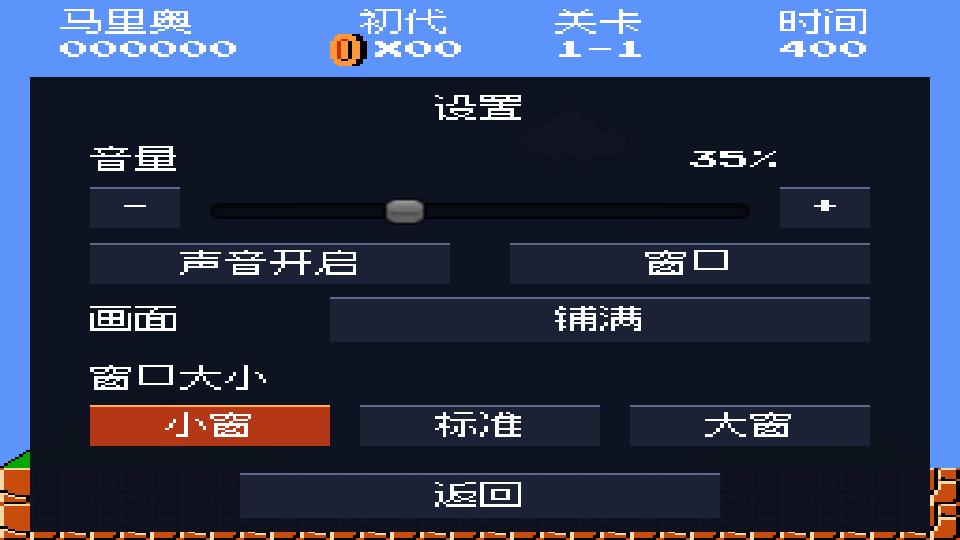 马里奥 初代 关卡 时间
000000 X00 1-1 400
设置
音量 35%
- +
声音开启 窗口
画面 铺满
窗口大小
小窗 标准 大窗
返回